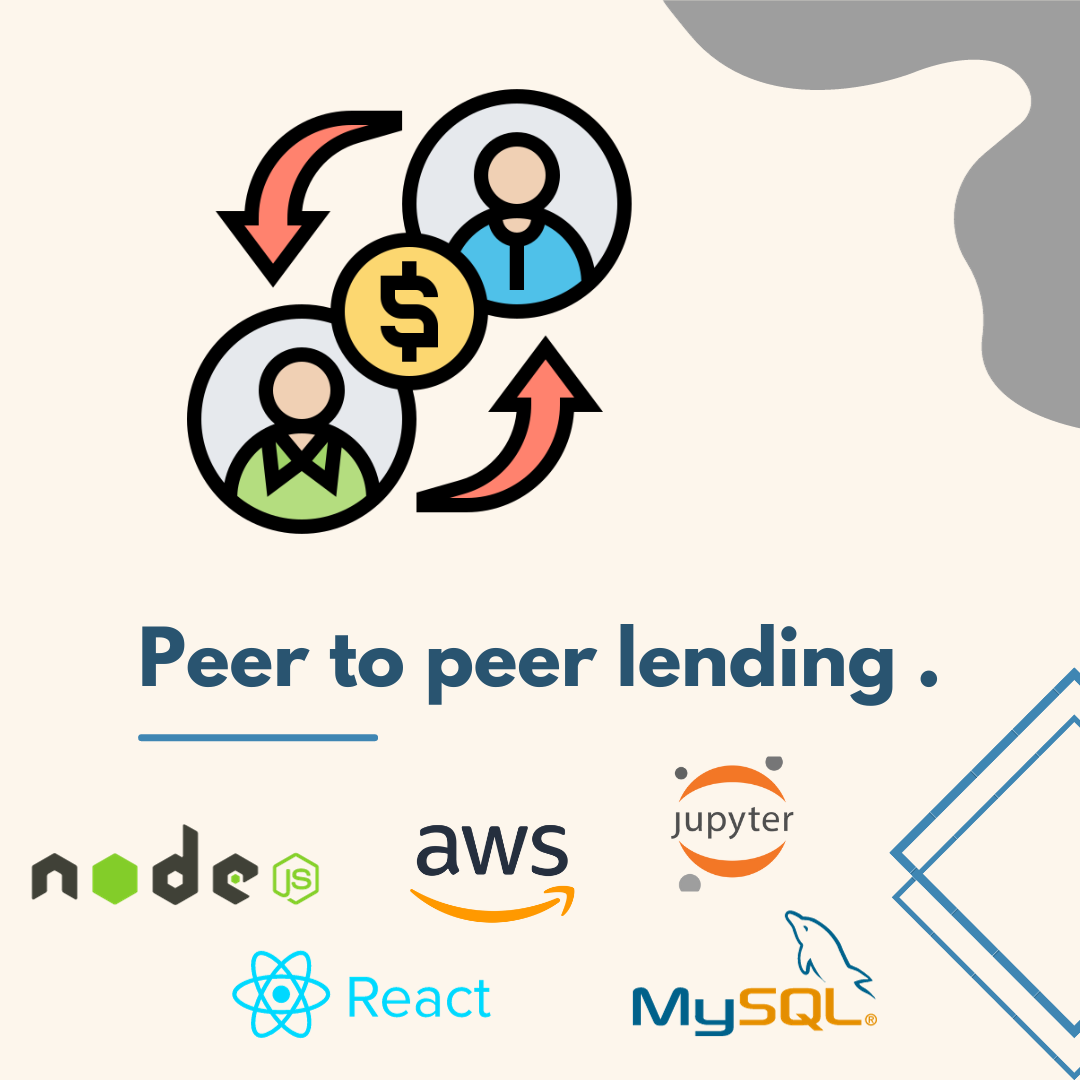 $
Peer to peer lending .
node JS
aws
jupyter
React
MySQL®